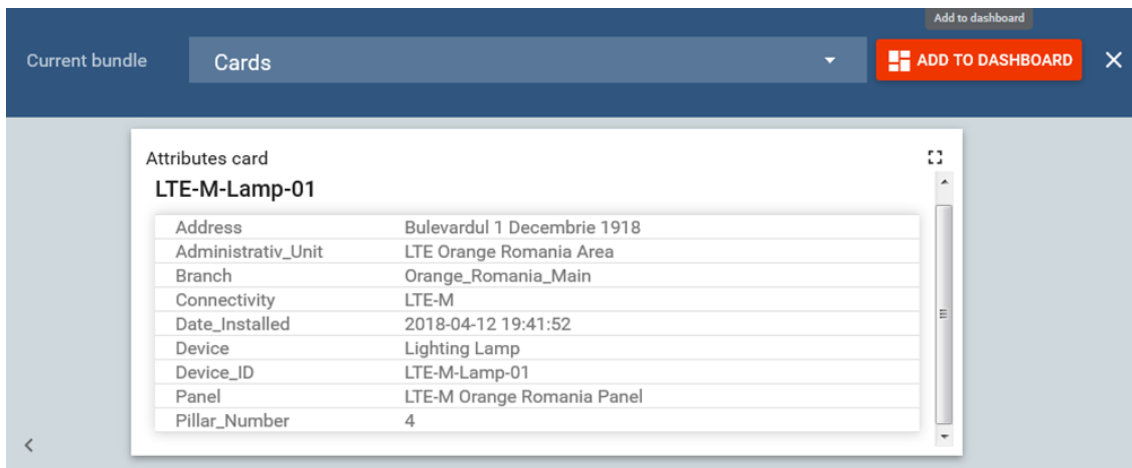 Add to dashboard
Current bundle Cards ADD TO DASHBOARD
Attributes card
LTE-M-Lamp-01
Address Bulevardul 1 Decembrie 1918
Administrativ_Unit LTE Orange Romania Area
Branch Orange_Romania_Main
Connectivity LTE-M
Date_Installed 2018-04-12 19:41:52
Device Lighting Lamp
Device_ID LTE-M-Lamp-01
Panel LTE-M Orange Romania Panel
Pillar_Number 4